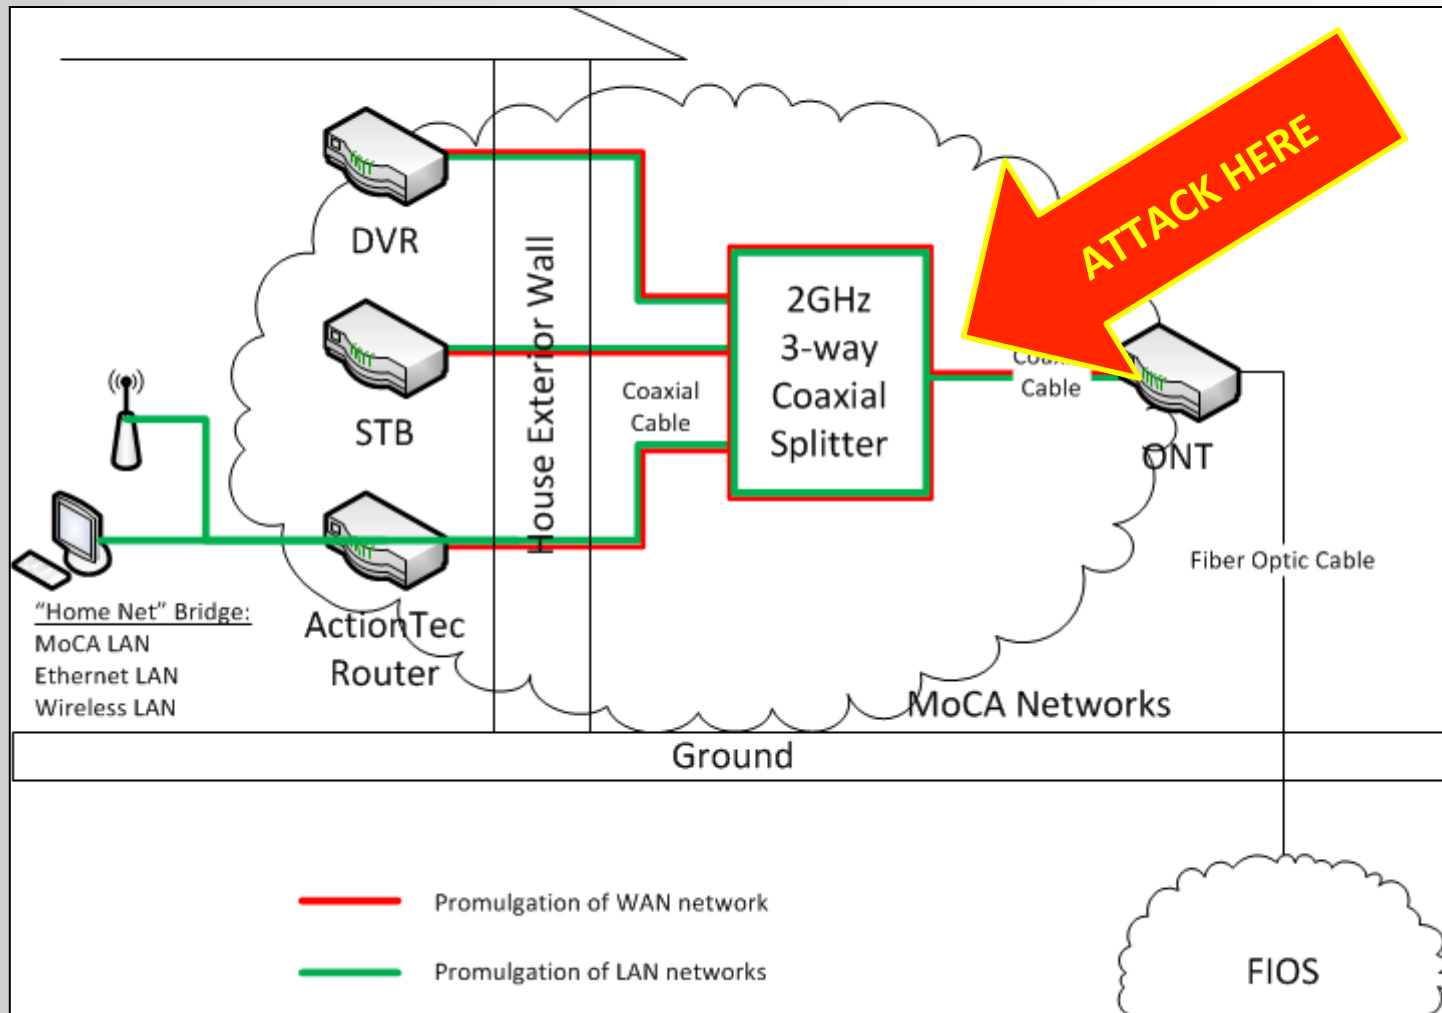 ATTACK HERE
DVR
2GHz
3-way
Coaxial
Splitter
House Exterior Wall
Coaxial
Cable
STB
Coaxial
Cable
ONT
Fiber Optic Cable
"Home Net" Bridge:
MoCA LAN
Ethernet LAN
Wireless LAN
ActionTec
Router
MoCA Networks
Ground
Promulgation of WAN network
Promulgation of LAN networks
FIOS